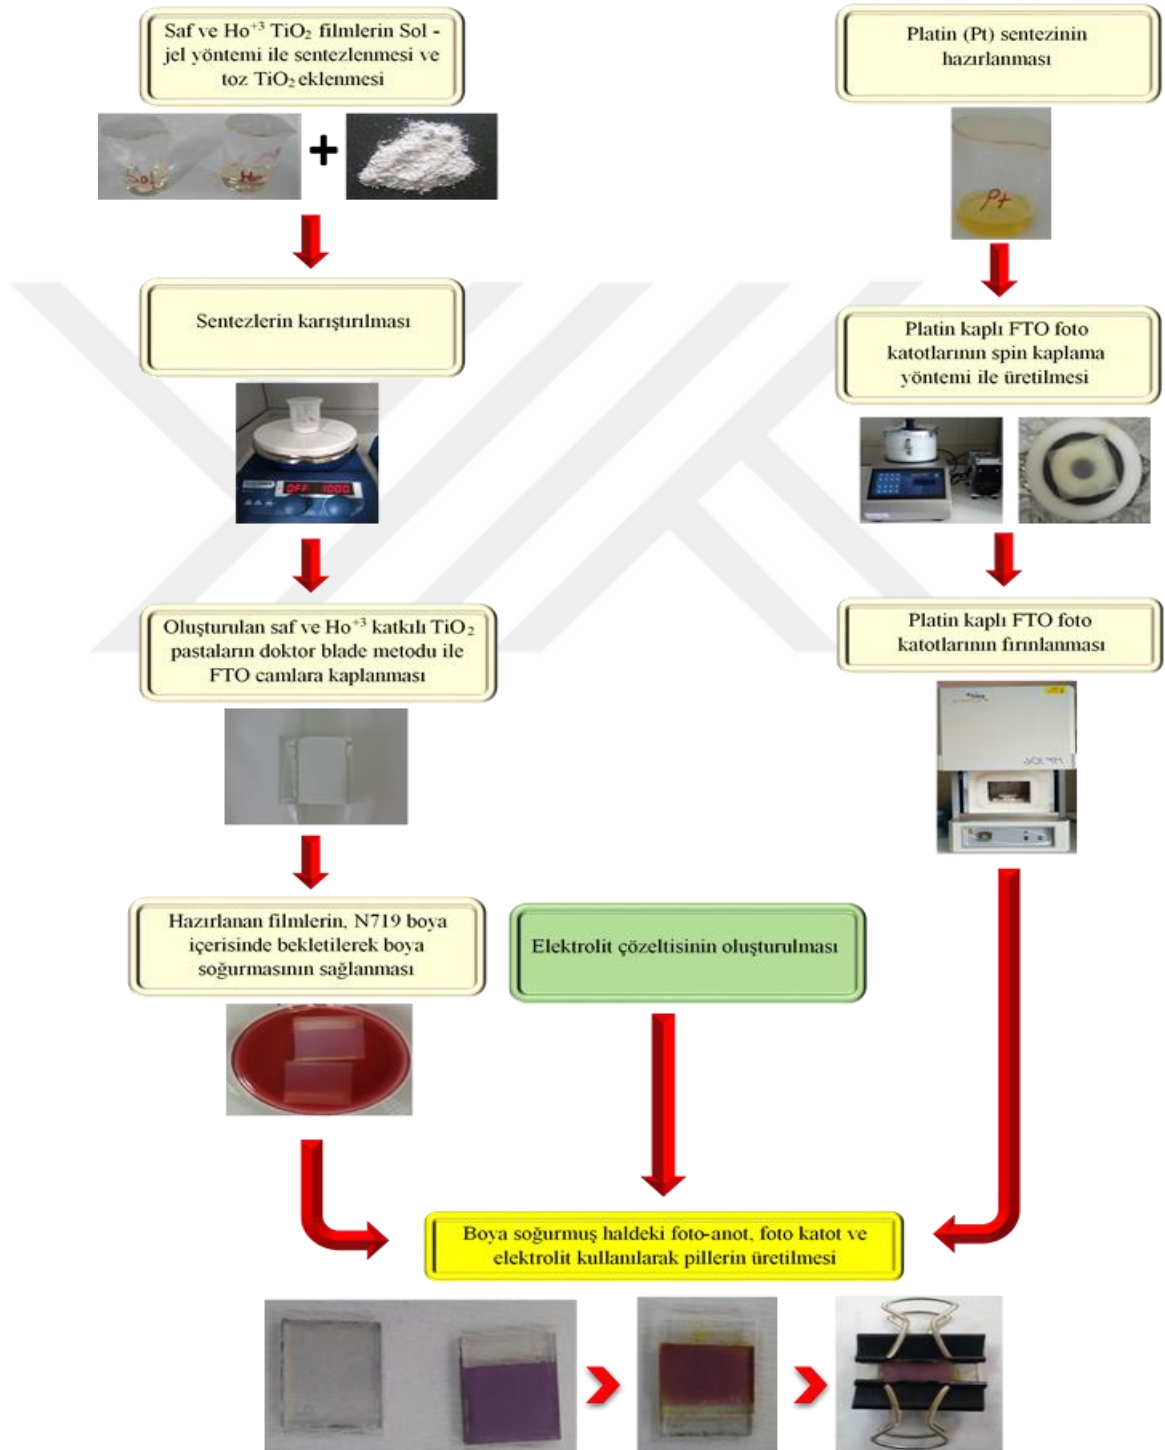 Saf ve Ho+3 TiO2 filmlerin Sol -
jel yöntemi ile sentezlenmesi ve
toz TiO2 eklenmesi
Sol
Ho
+
Sentezlerin karıştırılması
OFF 1000
Oluşturulan saf ve Ho+3 katkılı TiO2
pastaların doktor blade metodu ile
FTO camlara kaplanması
Hazırlanan filmlerin, N719 boya
içerisinde bekletilerek boya
soğurmasının sağlanması
Platin (Pt) sentezinin
hazırlanması
Pt
Platin kaplı FTO foto
katotlarının spin kaplama
yöntemi ile üretilmesi
Platin kaplı FTO foto
katotlarının fırınlanması
Elektrolit çözeltisinin oluşturulması
Boya soğurmuş haldeki foto-anot, foto katot ve
elektrolit kullanılarak pillerin üretilmesi